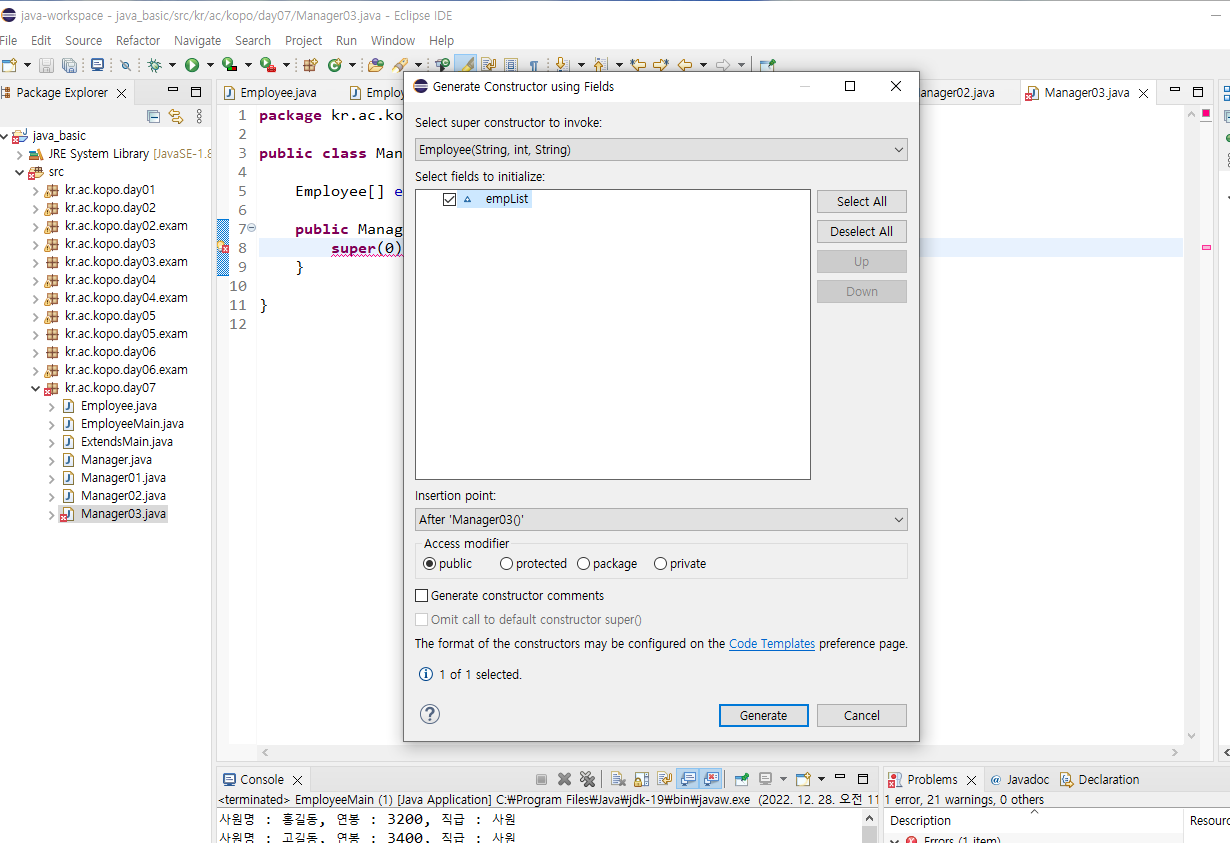 java-workspace - java_basic/src/kr/ac/kopo/day07/Manager03.java - Eclipse IDE
File Edit Source Refactor Navigate Search Project Run Window Help
Package Explorer
java_basic
JRE System Library [JavaSE-1.8
src
kr.ac.kopo.day01
kr.ac.kopo.day02
kr.ac.kopo.day02.exam
kr.ac.kopo.day03
kr.ac.kopo.day03.exam
kr.ac.kopo.day04
kr.ac.kopo.day04.exam
kr.ac.kopo.day05
kr.ac.kopo.day05.exam
kr.ac.kopo.day06
kr.ac.kopo.day06.exam
kr.ac.kopo.day07
Employee.java
EmployeeMain.java
ExtendsMain.java
Manager.java
Manager01.java
Manager02.java
Manager03.java
Employee.java Employ anager02.java Manager03.java
1 package kr.ac.ko
2
3 public class Man
4
5 Employee[] e
6
7 public Manag
8 super(0)
9 }
10
11 }
12
Generate Constructor using Fields
Select super constructor to invoke:
Employee(String, int, String)
Select fields to initialize:
empList
Select All
Deselect All
Up
Down
Insertion point:
After 'Manager03()'
Access modifier
public protected package private
Generate constructor comments
Omit call to default constructor super()
The format of the constructors may be configured on the Code Templates preference page.
1 of 1 selected.
? Generate Cancel
Console
<terminated> EmployeeMain (1) [Java Application] C:₩Program Files₩Java₩jdk-19₩bin₩javaw.exe (2022. 12. 28. 오전 11
사원명 : 홍길동, 연봉 : 3200, 직급 : 사원
사원명 : 고길동, 연봉 : 3400, 직급 : 사원
Problems Javadoc Declaration
1 error, 21 warnings, 0 others
Description Resourc
Errors (1 item)